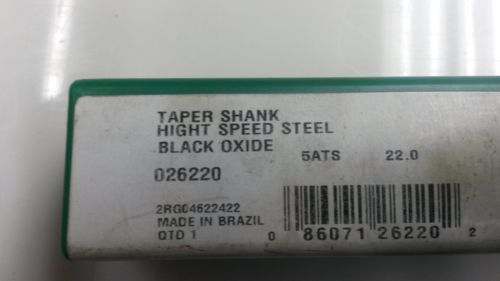 TAPER SHANK
HIGHT SPEED STEEL
BLACK OXIDE 5ATS 22.0
026220
2RG04622422
MADE IN BRAZIL
QTD 1
0 86071 26220 2